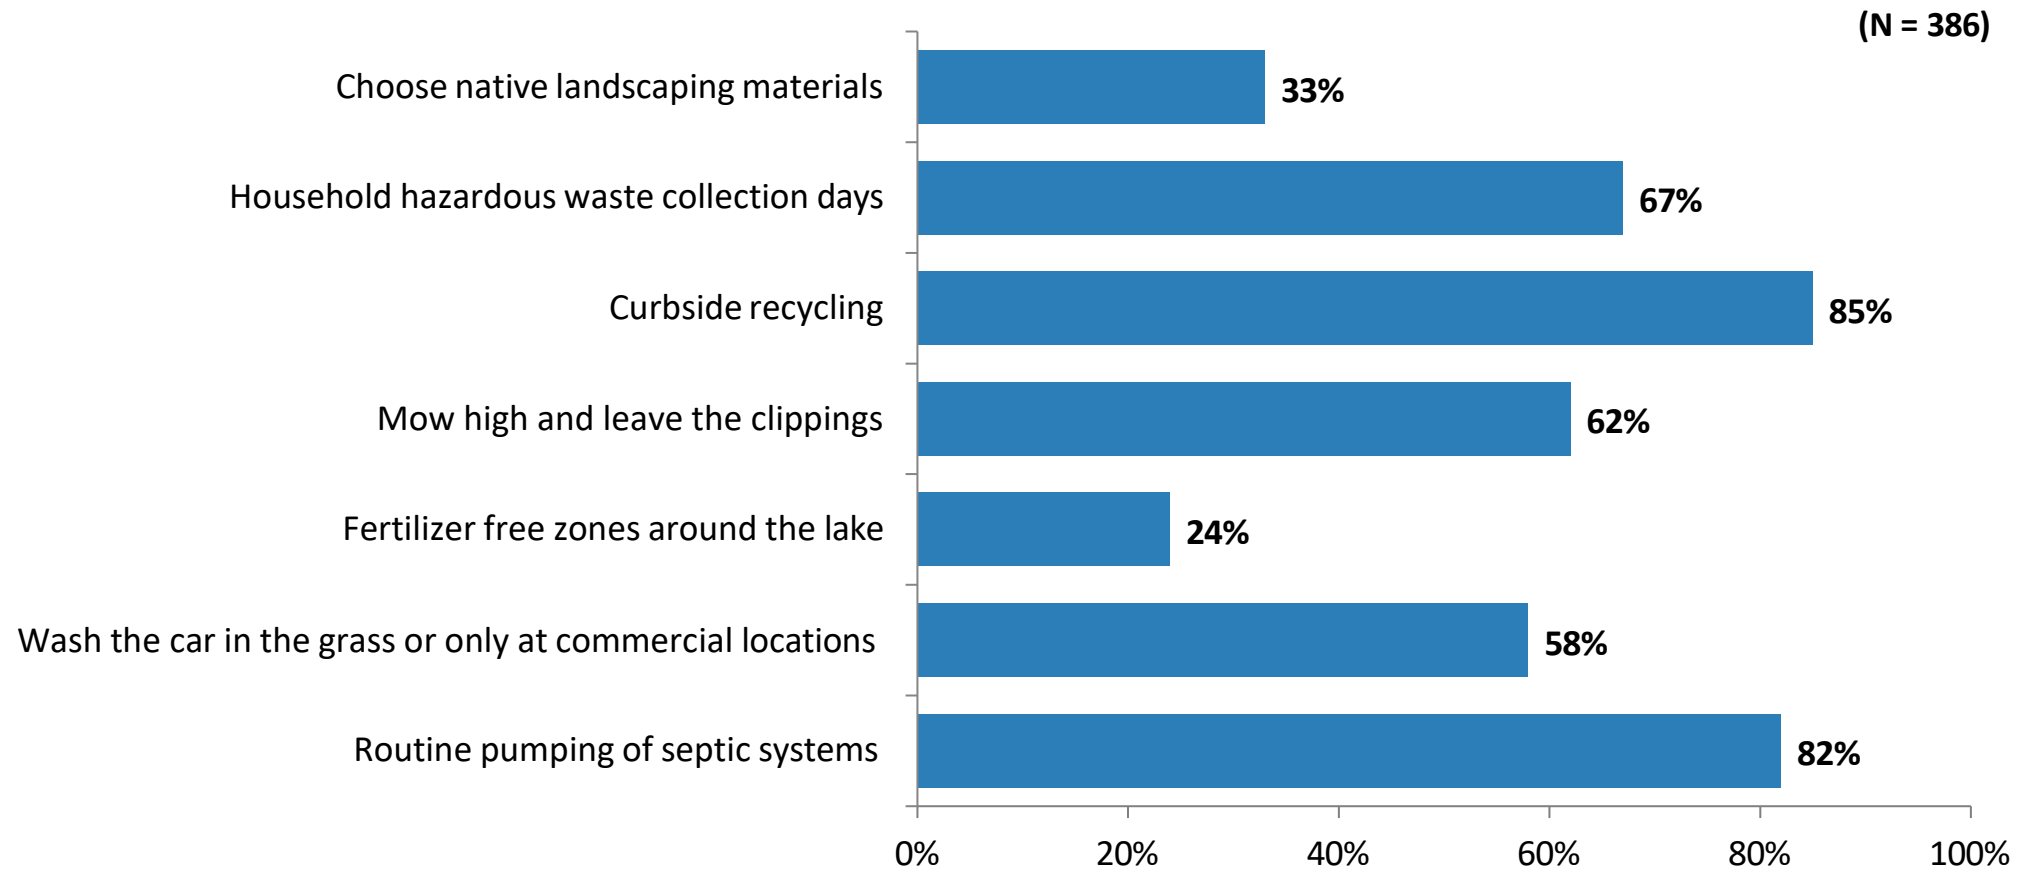 (N = 386)
Choose native landscaping materials
33%
Household hazardous waste collection days
67%
Curbside recycling
85%
Mow high and leave the clippings
62%
Fertilizer free zones around the lake
24%
Wash the car in the grass or only at commercial locations
58%
Routine pumping of septic systems
82%
0% 20% 40% 60% 80% 100%